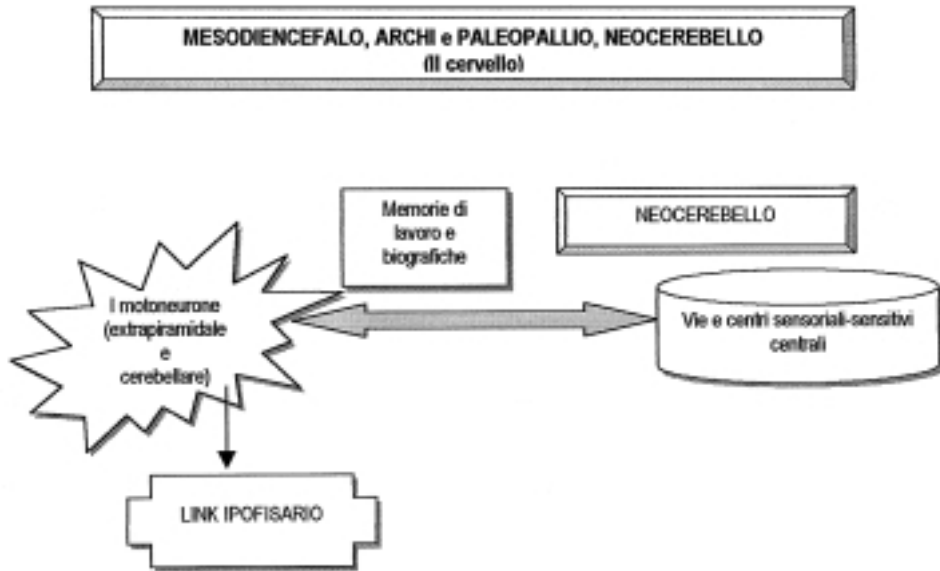 MESODIENCEFALO, ARCHI e PALEOPALLIO, NEOCEREBELLO
(II cervello)
Memorie di
lavoro e
biografiche
NEOCEREBELLO
I motoneurone
(extrapiramidale
e
cerebellare)
Vie e centri sensoriali-sensitivi
centrali
LINK IPOFISARIO